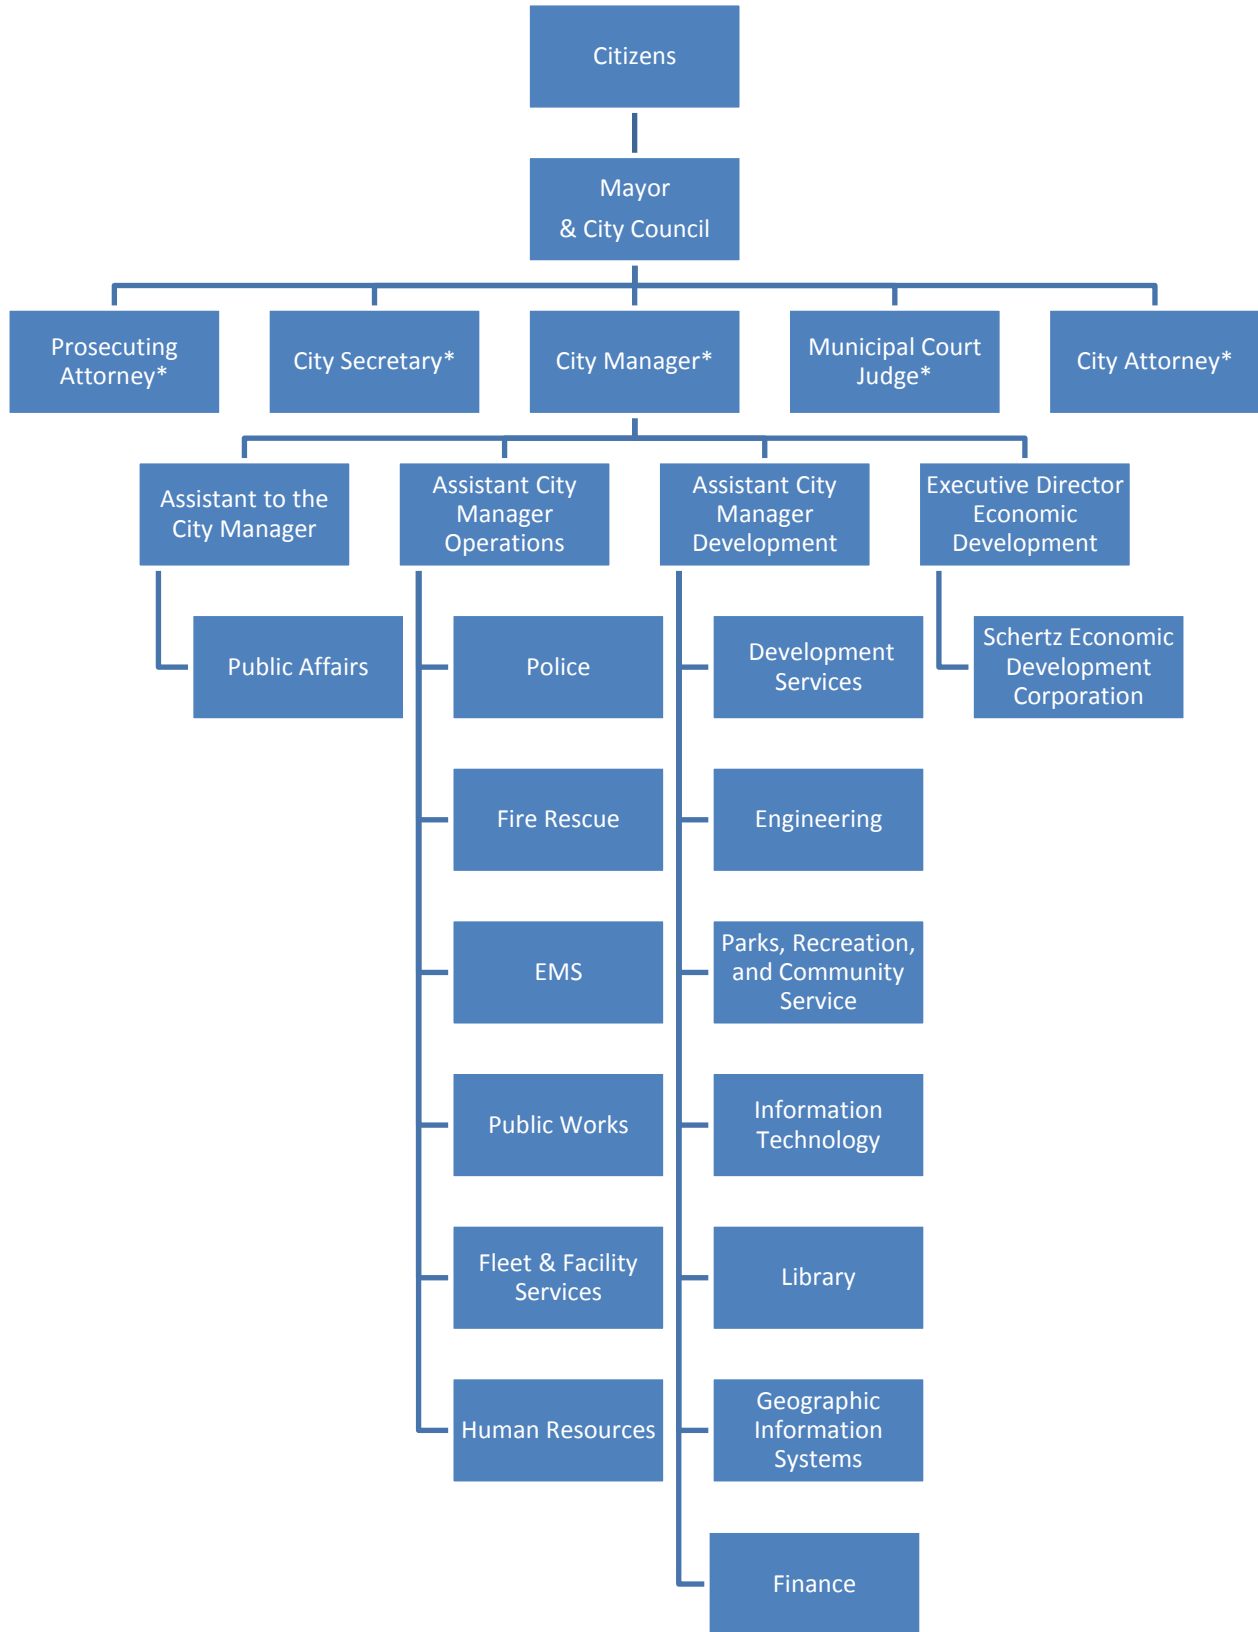 Citizens
Mayor
& City Council
Prosecuting
Attorney*
City Secretary*
City Manager*
Municipal Court
Judge*
City Attorney*
Assistant to the
City Manager
Assistant City
Manager
Operations
Assistant City
Manager
Development
Executive Director
Economic
Development
Public Affairs
Police
Development
Services
Schertz Economic
Development
Corporation
Fire Rescue
Engineering
EMS
Parks, Recreation,
and Community
Service
Public Works
Information
Technology
Fleet & Facility
Services
Library
Human Resources
Geographic
Information
Systems
Finance